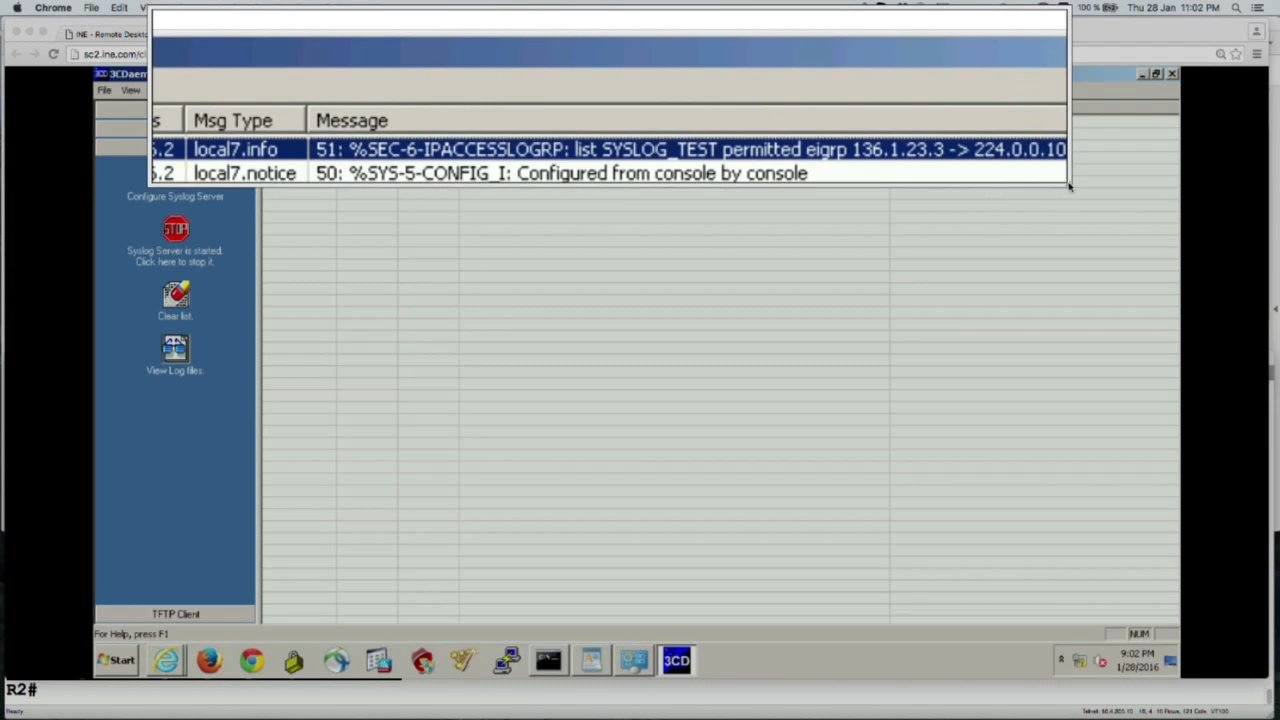 Chrome File Edit V 100 % Thu 28 Jan 11:02 PM
INE - Remote Deskto
sc2.ine.com/cl
3CD 3CDaem
File View
s Msg Type Message
6.2 local7.info 51: %SEC-6-IPACCESSLOGRP: list SYSLOG_TEST permitted eigrp 136.1.23.3 -> 224.0.0.10
6.2 local7.notice 50: %SYS-5-CONFIG_I: Configured from console by console
Configure Syslog Server
STOP
Syslog Server is started.
Click here to stop it.
Clear list.
View Log files.
TFTP Client
For Help, press F1
NUM
Start
3CD
9:02 PM
1/28/2016
R2#
Ready